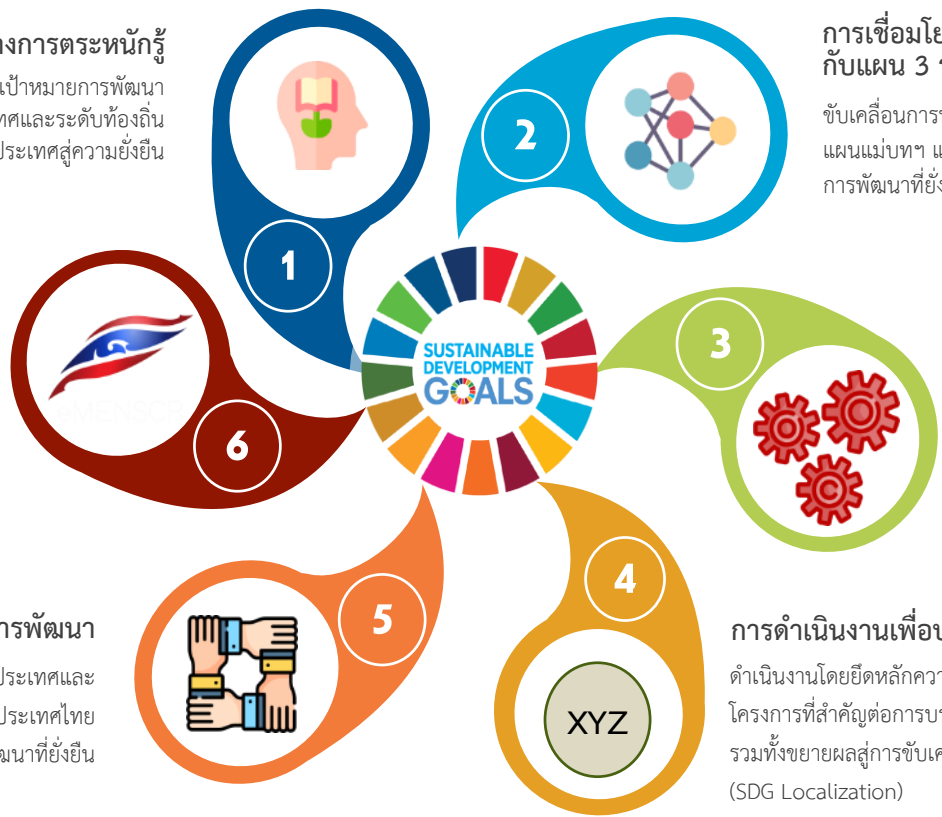 งการตระหนักรู้
เป้าหมายการพัฒนา
ทศและระดับท้องถิ่น
ประเทศสู่ความยั่งยืน
1
2
การเชื่อมโย
กับแผน 3 ร
ขับเคลื่อนการ
แผนแม่บทฯ แ
การพัฒนาที่ยั่ง
3
SUSTAINABLE
DEVELOPMENT
GOALS
eMENSCR
6
5
ารพัฒนา
ประเทศและ
ประเทศไทย
ฒนาที่ยั่งยืน
4
XYZ
การดำเนินงานเพื่อบ
ดำเนินงานโดยยึดหลักควา
โครงการที่สำคัญต่อการบร
รวมทั้งขยายผลสู่การขับเค
(SDG Localization)